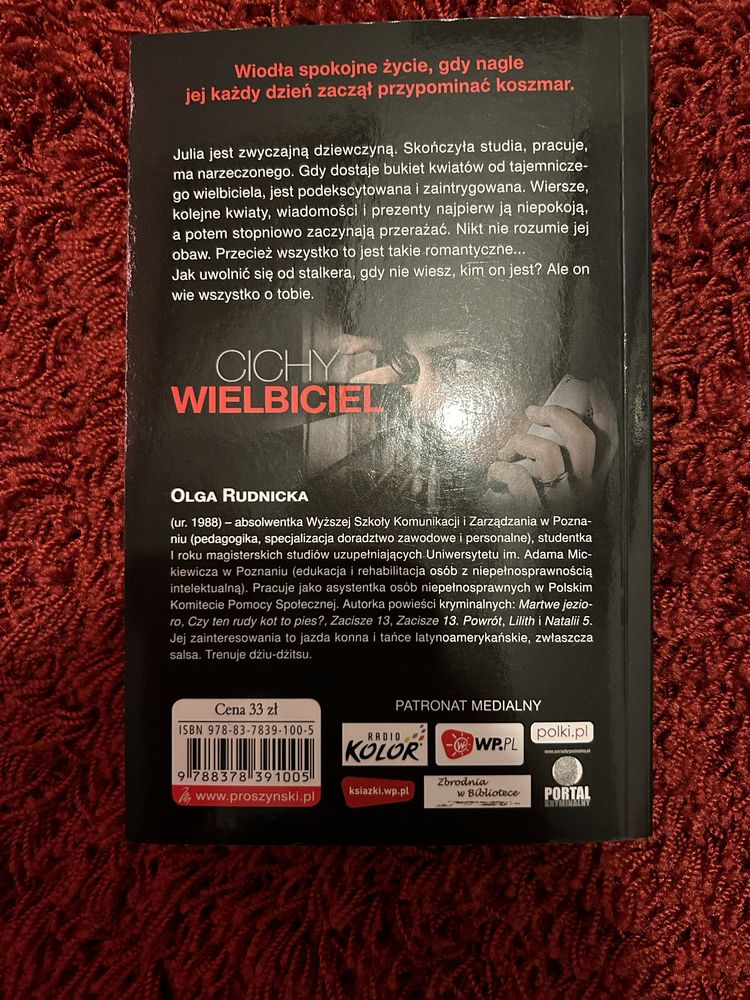 Wiodła spokojne życie, gdy nagle
jej każdy dzień zaczął przypominać koszmar.
Julia jest zwyczajną dziewczyną. Skończyła studia, pracuje,
ma narzeczonego. Gdy dostaje bukiet kwiatów od tajemnicze-
go wielbiciela, jest podekscytowana i zaintrygowana. Wiersze,
kolejne kwiaty, wiadomości i prezenty najpierw ją niepokoją,
a potem stopniowo zaczynają przerażać. Nikt nie rozumie jej
obaw. Przecież wszystko to jest takie romantyczne...
Jak uwolnić się od stalkera, gdy nie wiesz, kim on jest? Ale on
wie wszystko o tobie.
CICHY
WIELBICIEL
OLGA RUDNICKA
(ur. 1988) – absolwentka Wyższej Szkoły Komunikacji i Zarządzania w Pozna-
niu (pedagogika, specjalizacja doradztwo zawodowe i personalne), studentka
I roku magisterskich studiów uzupełniających Uniwersytetu im. Adama Mic-
kiewicza w Poznaniu (edukacja i rehabilitacja osób z niepełnosprawnością
intelektualną). Pracuje jako asystentka osób niepełnosprawnych w Polskim
Komitecie Pomocy Społecznej. Autorka powieści kryminalnych: Martwe jezio-
ro, Czy ten rudy kot to pies?, Zacisze 13, Zacisze 13. Powrót, Lilith i Natalii 5.
Jej zainteresowania to jazda konna i tańce latynoamerykańskie, zwłaszcza
salsa. Trenuje dżiu-dżitsu.
Cena 33 zł
ISBN 978-83-7839-100-5
9 788378 391005
www.proszynski.pl
PATRONAT MEDIALNY
RADIO
KOLOR
W WP.PL
polki.pl
www.portalkryminalny.pl
PORTAL
KRYMINALNY
ksiazki.wp.pl
Zbrodnia
w Bibliotece